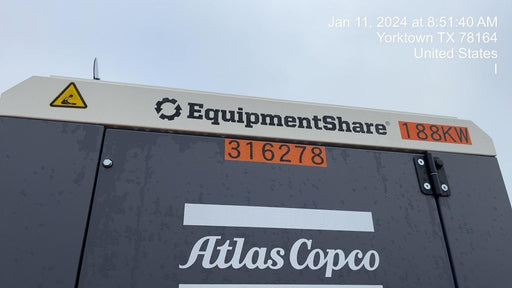 Jan 11, 2024 at 8:51:40 AM
Yorktown TX 78164
United States
I
EquipmentShare® 188KW
316278
Atlas Copco